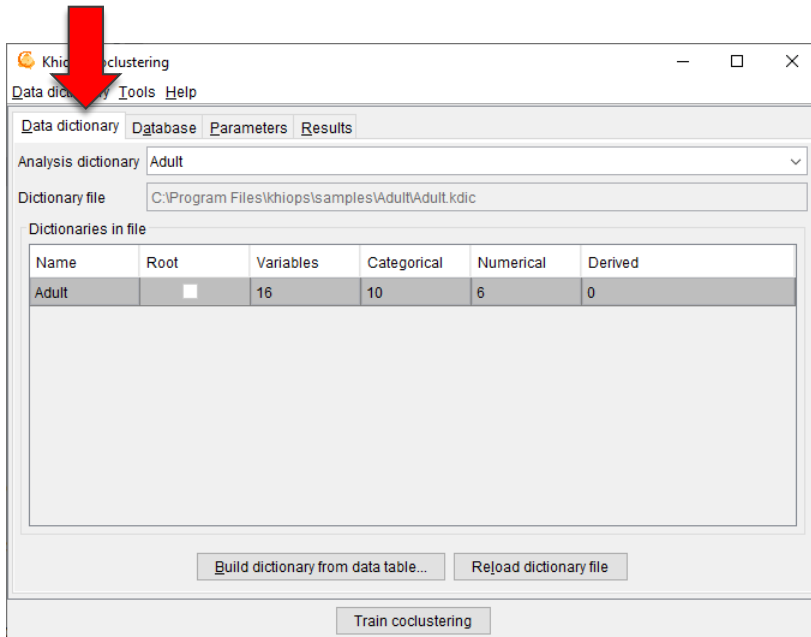 Khi oclustering
Data dict y Tools Help
Data dictionary Database Parameters Results
Analysis dictionary Adult
Dictionary file C:\Program Files\khiops\samples\Adult\Adult.kdic
Dictionaries in file
Name Root Variables Categorical Numerical Derived
Adult 16 10 6 0
Build dictionary from data table... Reload dictionary file
Train coclustering